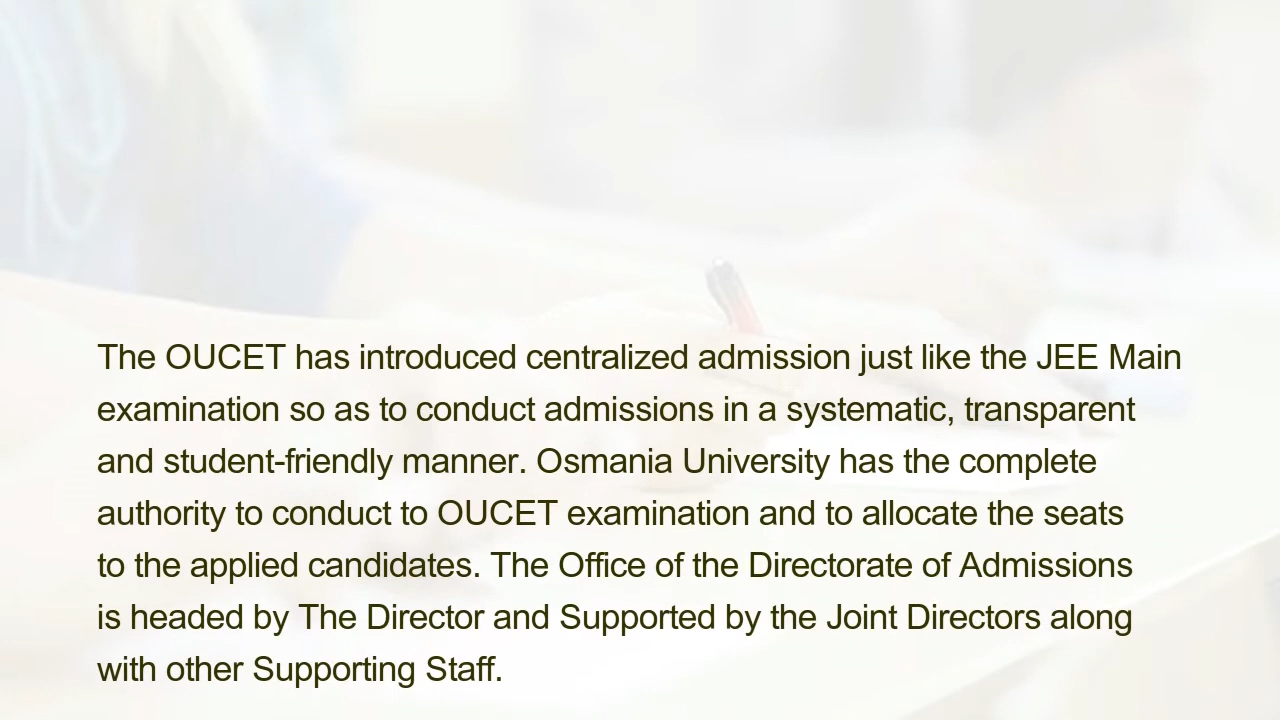 The OUCET has introduced centralized admission just like the JEE Main
examination so as to conduct admissions in a systematic, transparent
and student-friendly manner. Osmania University has the complete
authority to conduct to OUCET examination and to allocate the seats
to the applied candidates. The Office of the Directorate of Admissions
is headed by The Director and Supported by the Joint Directors along
with other Supporting Staff.